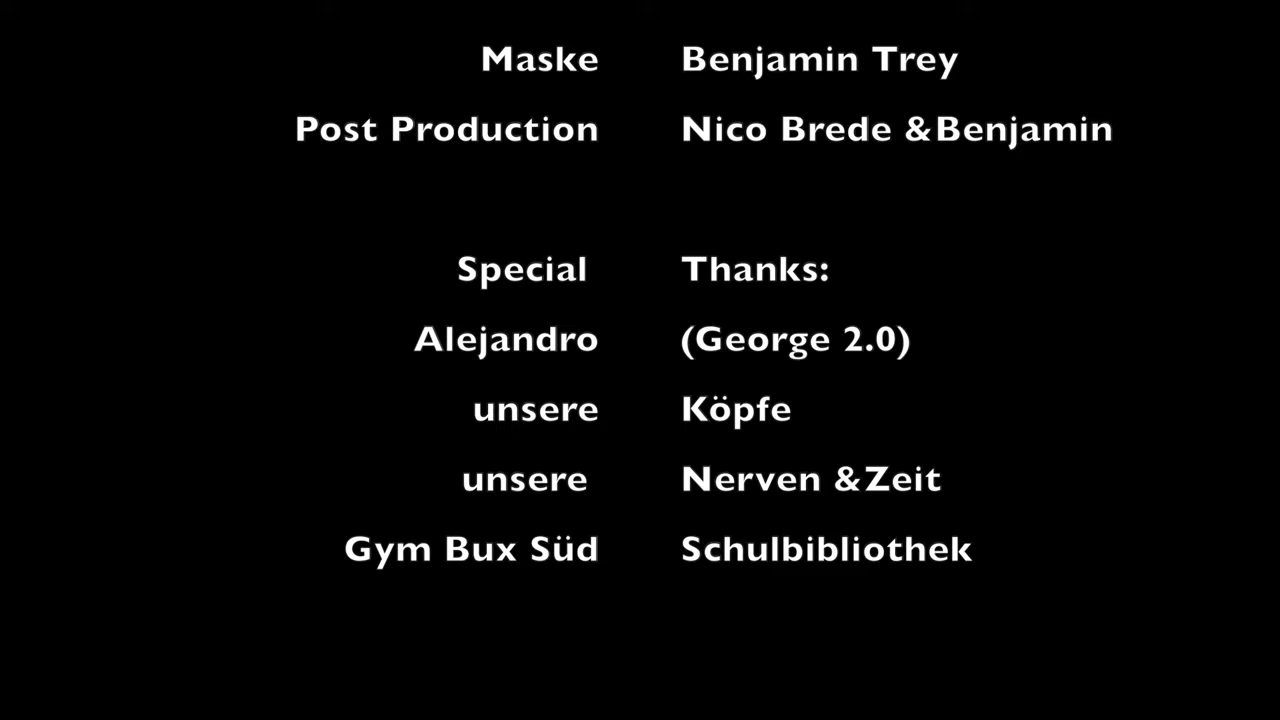 Maske Benjamin Trey
Post Production Nico Brede &Benjamin
Special Thanks:
Alejandro (George 2.0)
unsere Köpfe
unsere Nerven &Zeit
Gym Bux Süd Schulbibliothek